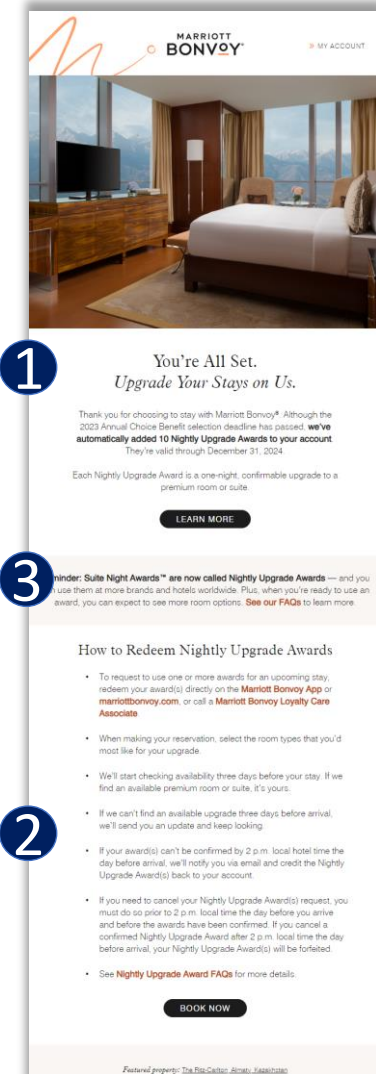 MARRIOTT
BONVOY
MY ACCOUNT
1
You're All Set.
Upgrade Your Stays on Us.
Thank you for choosing to stay with Marriott Bonvoy®. Although the
2023 Annual Choice Benefit selection deadline has passed, we've
automatically added 10 Nightly Upgrade Awards to your account.
They're valid through December 31, 2024.
Each Nightly Upgrade Award is a one-night, confirmable upgrade to a
premium room or suite.
LEARN MORE
3
minder: Suite Night Awards™ are now called Nightly Upgrade Awards — and you
use them at more brands and hotels worldwide. Plus, when you're ready to use an
award, you can expect to see more room options. See our FAQs to learn more.
How to Redeem Nightly Upgrade Awards
• To request to use one or more awards for an upcoming stay,
redeem your award(s) directly on the Marriott Bonvoy App or
marriottbonvoy.com, or call a Marriott Bonvoy Loyalty Care
Associate.
• When making your reservation, select the room types that you'd
most like for your upgrade.
• We'll start checking availability three days before your stay. If we
find an available premium room or suite, it's yours.
2
• If we can't find an available upgrade three days before arrival,
we'll send you an update and keep looking.
• If your award(s) can't be confirmed by 2 p.m. local hotel time the
day before arrival, we'll notify you via email and credit the Nightly
Upgrade Award(s) back to your account.
• If you need to cancel your Nightly Upgrade Award(s) request, you
must do so prior to 2 p.m. local time the day before you arrive
and before the awards have been confirmed. If you cancel a
confirmed Nightly Upgrade Award after 2 p.m. local time the day
before arrival, your Nightly Upgrade Award(s) will be forfeited.
• See Nightly Upgrade Award FAQs for more details.
BOOK NOW
Featured property: The Ritz-Carlton, Almaty, Kazakhstan